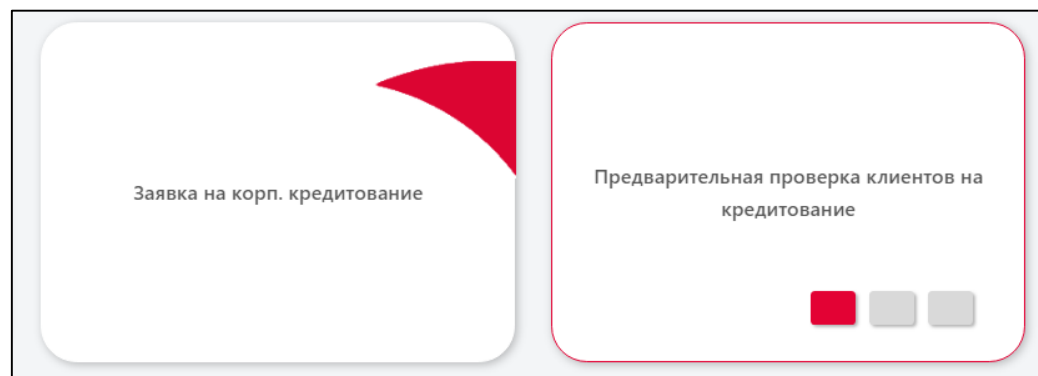 Заявка на корп. кредитование
Предварительная проверка клиентов на
кредитование